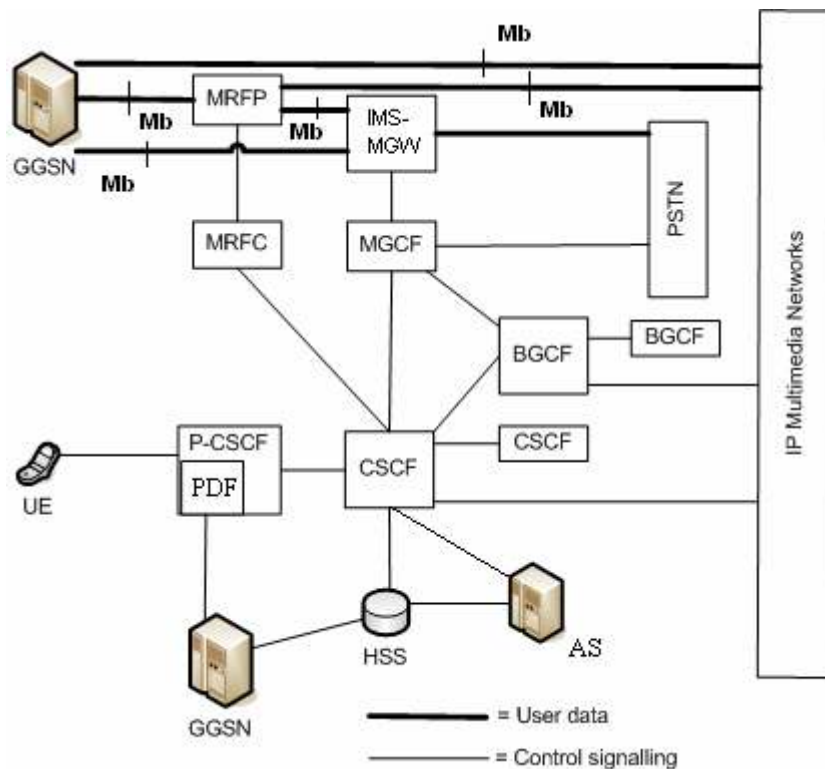 Mb
MRFP
Mb
Mb
Mb
IMS-
MGW
GGSN
Mb
PSTN
IP Multimedia Networks
MRFC
MGCF
BGCF
BGCF
P-CSCF
CSCF
CSCF
PDF
UE
HSS
AS
GGSN
= User data
= Control signalling